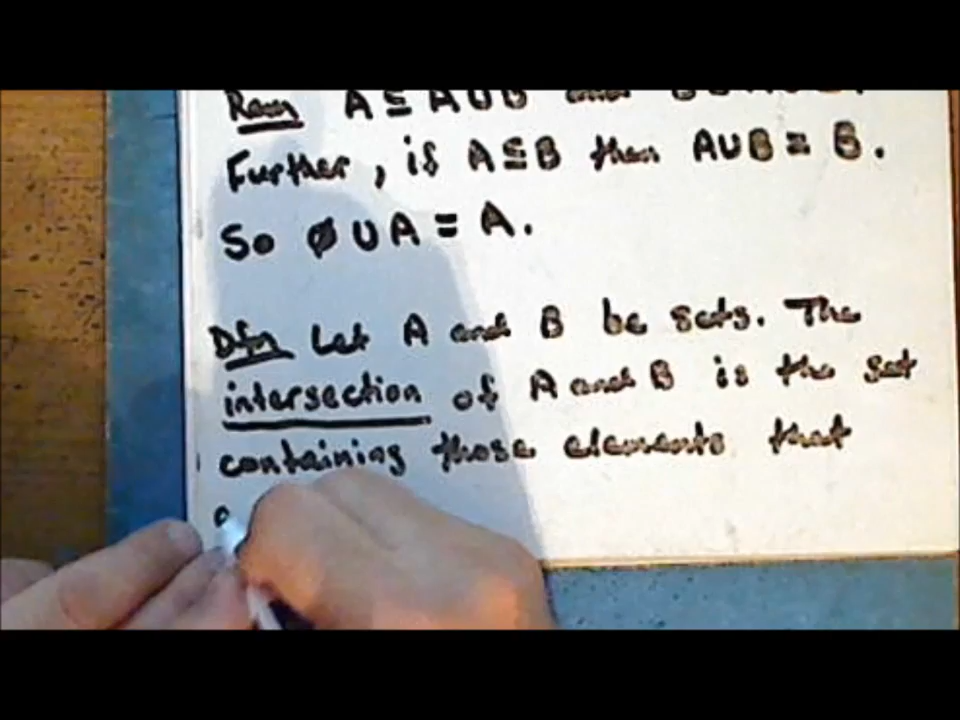 Rem A ⊆ A∪B and
Further, if A⊆B then A∪B = B.
So ∅ ∪ A = A.
Dfn Let A and B be sets. The
intersection of A and B is the set
containing those elements that